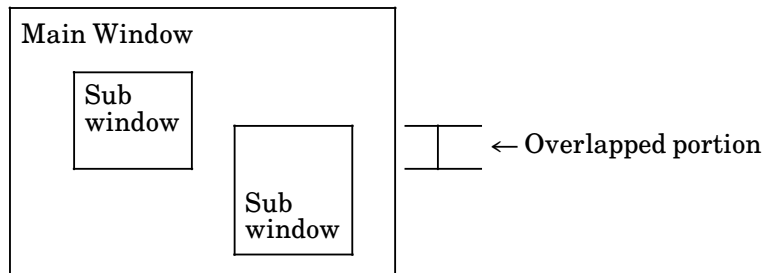 Main Window
Sub
window
← Overlapped portion
Sub
window